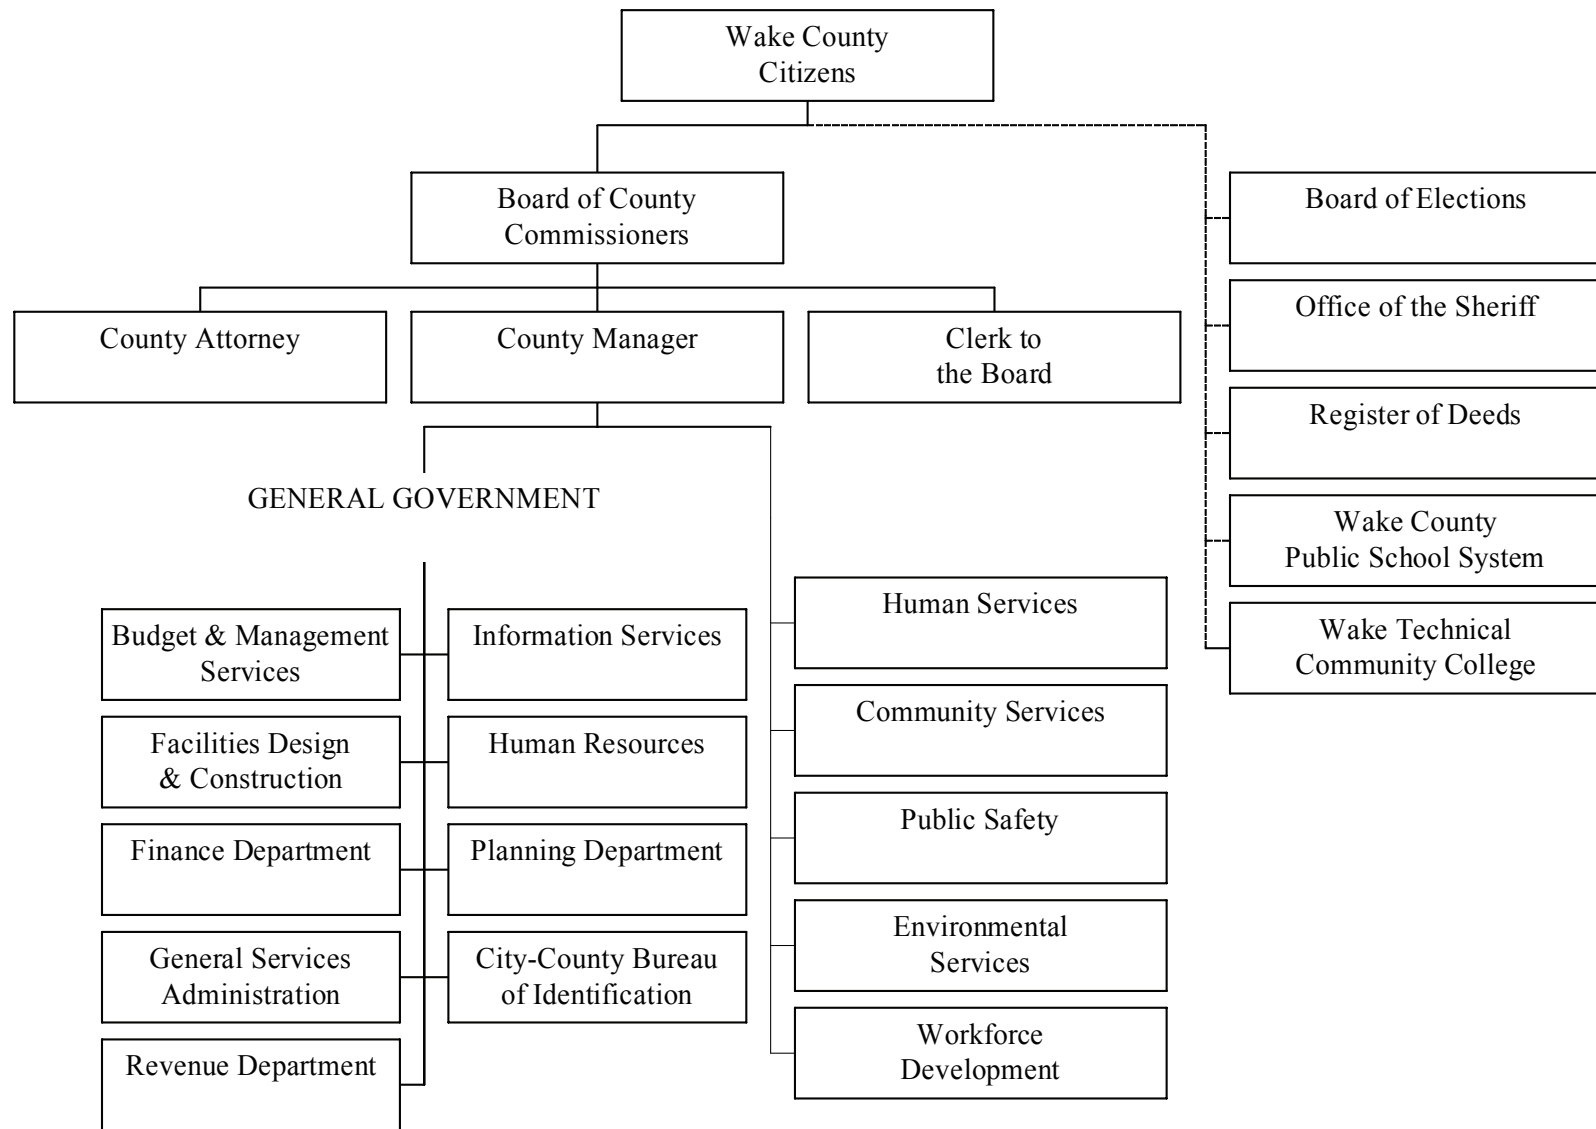 Wake County
Citizens
Board of County
Commissioners
Board of Elections
Office of the Sheriff
Register of Deeds
Wake County
Public School System
Wake Technical
Community College
County Attorney
County Manager
Clerk to
the Board
GENERAL GOVERNMENT
Budget & Management
Services
Facilities Design
& Construction
Finance Department
General Services
Administration
Revenue Department
Information Services
Human Resources
Planning Department
City-County Bureau
of Identification
Human Services
Community Services
Public Safety
Environmental
Services
Workforce
Development